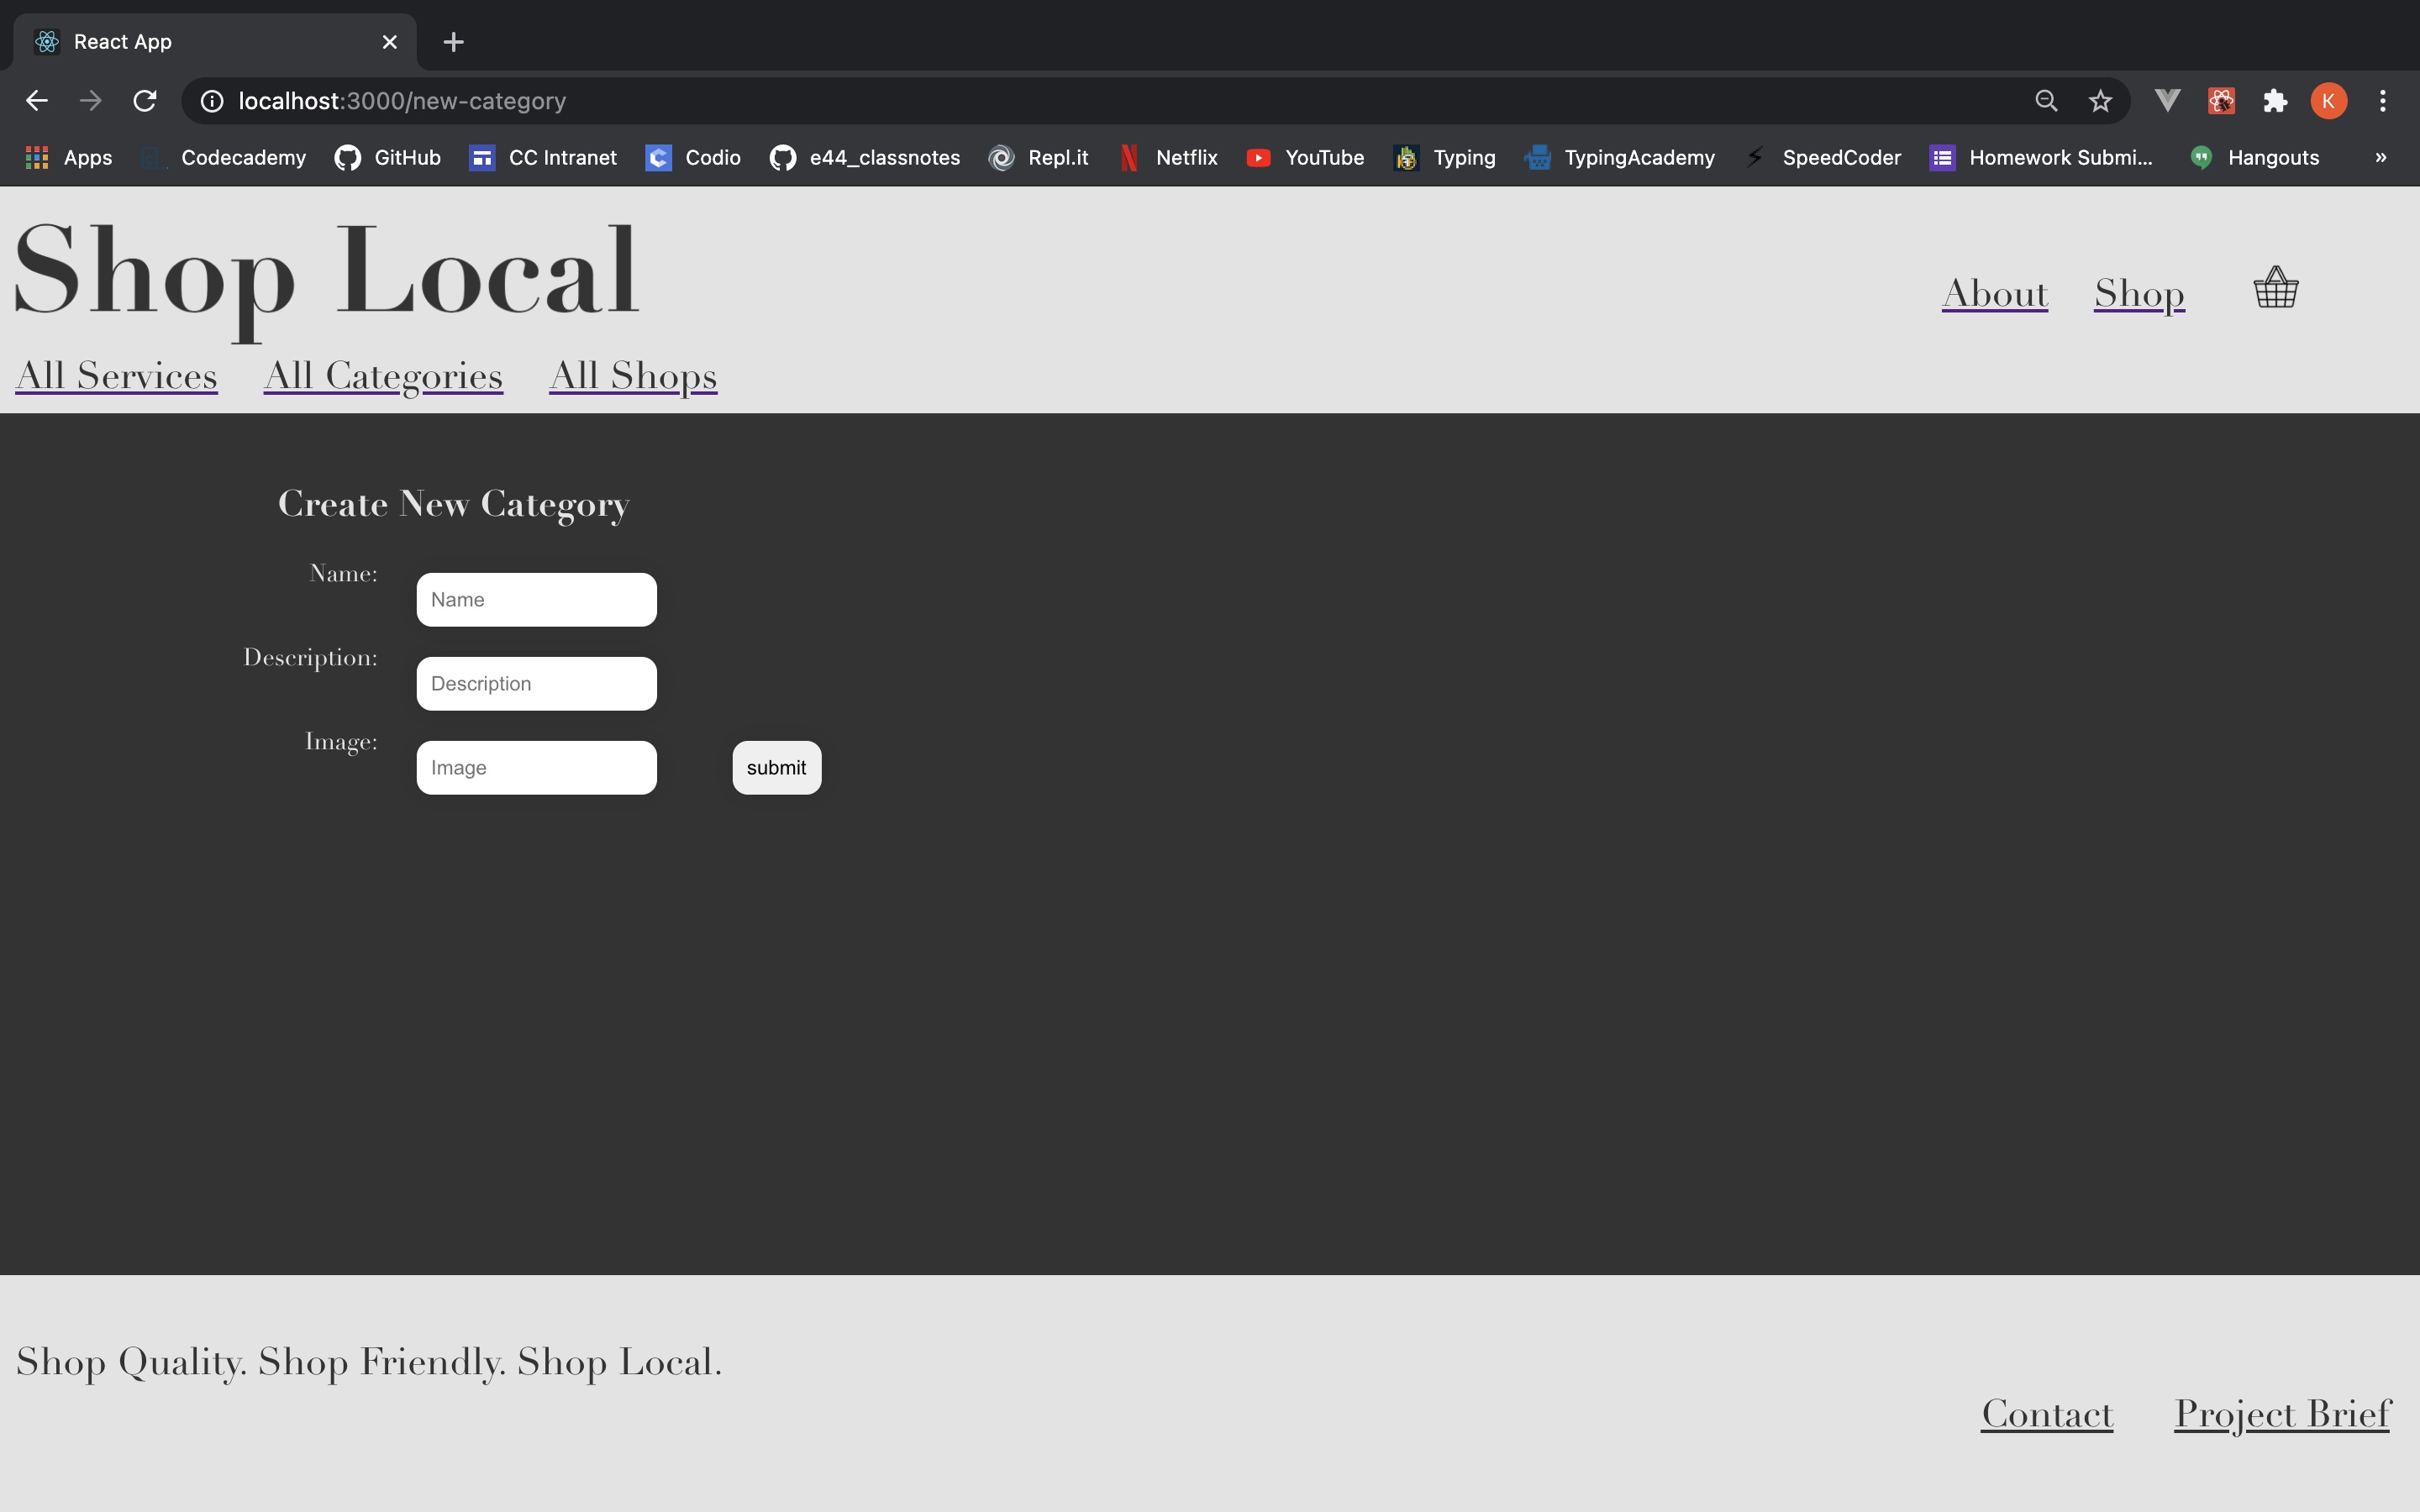 React App
localhost:3000/new-category
K
Apps Codecademy GitHub CC Intranet Codio e44_classnotes Repl.it Netflix YouTube Typing TypingAcademy SpeedCoder Homework Submi... Hangouts »
Shop Local
About Shop
All Services All Categories All Shops
Create New Category
Name:
Name
Description:
Description
Image:
Image
submit
Shop Quality. Shop Friendly. Shop Local.
Contact Project Brief